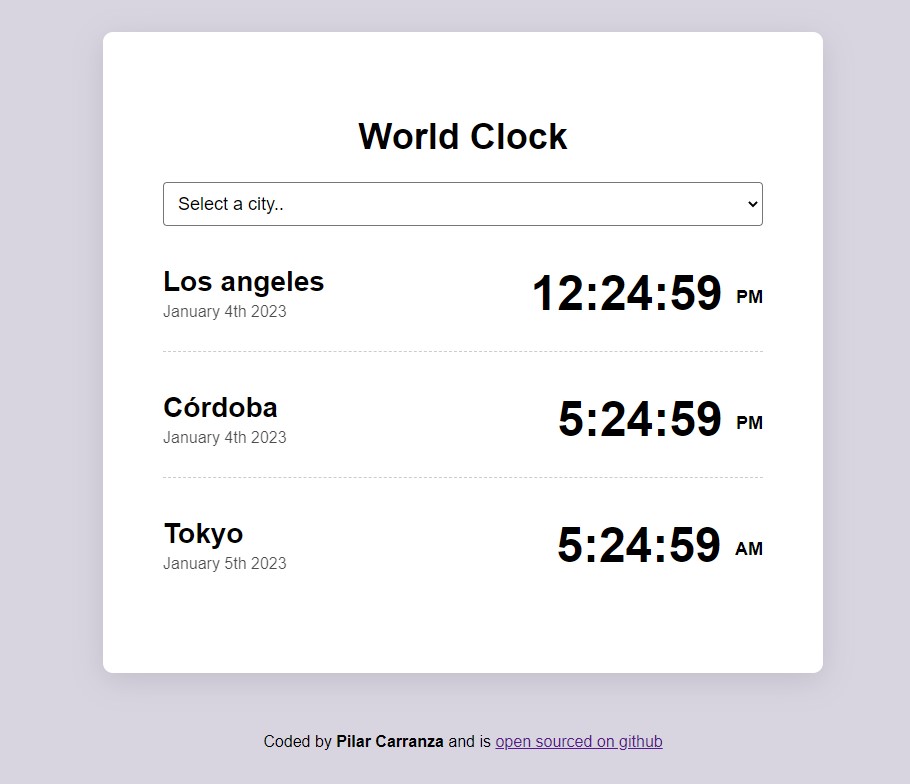 World Clock
Select a city..
Los angeles
12:24:59 PM
January 4th 2023
Córdoba
5:24:59 PM
January 4th 2023
Tokyo
5:24:59 AM
January 5th 2023
Coded by Pilar Carranza and is open sourced on github